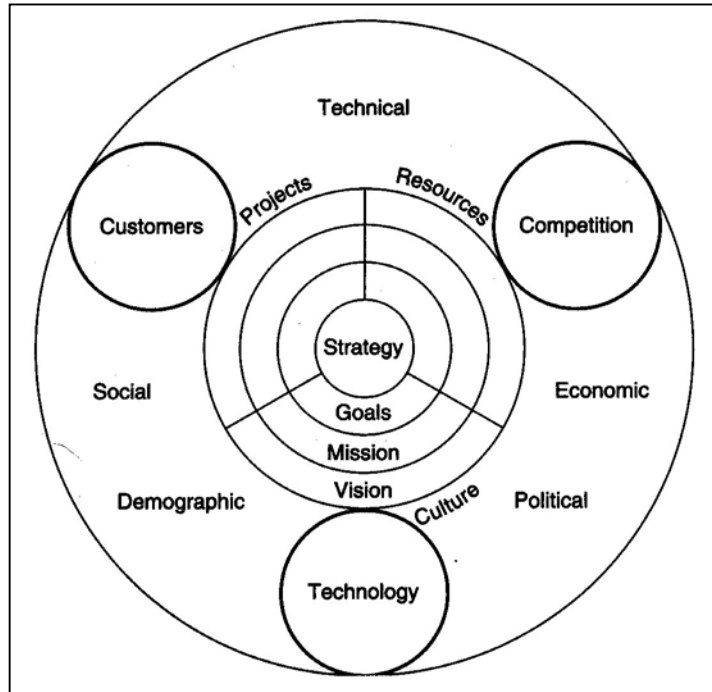 Technical
Projects
Resources
Customers
Competition
Strategy
Social
Economic
Goals
Mission
Vision
Demographic
Culture
Political
Technology